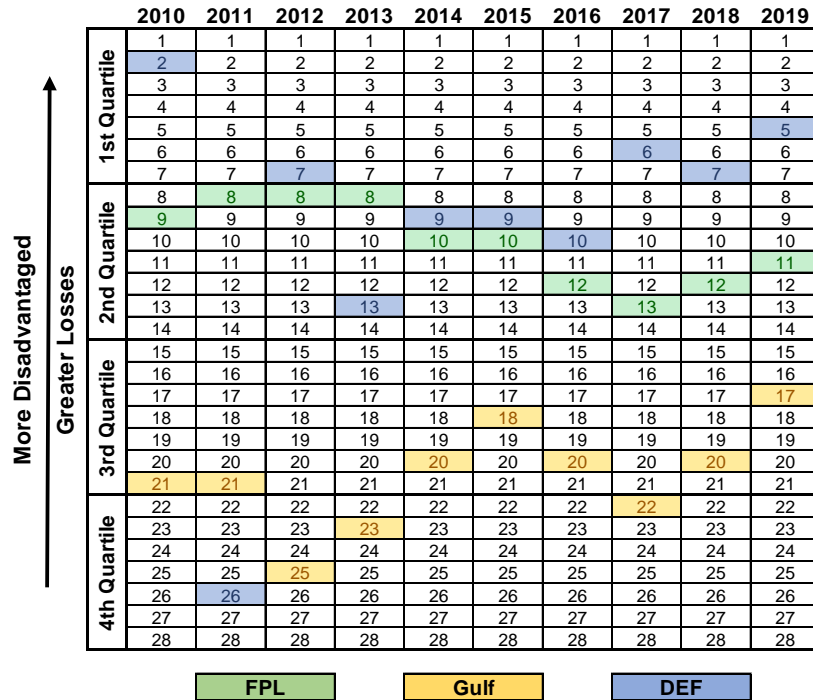 2010 2011 2012 2013 2014 2015 2016 2017 2018 2019
More Disadvantaged
Greater Losses
1st Quartile
1 1 1 1 1 1 1 1 1 1
2 2 2 2 2 2 2 2 2 2
3 3 3 3 3 3 3 3 3 3
4 4 4 4 4 4 4 4 4 4
5 5 5 5 5 5 5 5 5 5
6 6 6 6 6 6 6 6 6 6
7 7 7 7 7 7 7 7 7 7
2nd Quartile
8 8 8 8 8 8 8 8 8 8
9 9 9 9 9 9 9 9 9 9
10 10 10 10 10 10 10 10 10 10
11 11 11 11 11 11 11 11 11 11
12 12 12 12 12 12 12 12 12 12
13 13 13 13 13 13 13 13 13 13
14 14 14 14 14 14 14 14 14 14
3rd Quartile
15 15 15 15 15 15 15 15 15 15
16 16 16 16 16 16 16 16 16 16
17 17 17 17 17 17 17 17 17 17
18 18 18 18 18 18 18 18 18 18
19 19 19 19 19 19 19 19 19 19
20 20 20 20 20 20 20 20 20 20
21 21 21 21 21 21 21 21 21 21
4th Quartile
22 22 22 22 22 22 22 22 22 22
23 23 23 23 23 23 23 23 23 23
24 24 24 24 24 24 24 24 24 24
25 25 25 25 25 25 25 25 25 25
26 26 26 26 26 26 26 26 26 26
27 27 27 27 27 27 27 27 27 27
28 28 28 28 28 28 28 28 28 28
FPL Gulf DEF